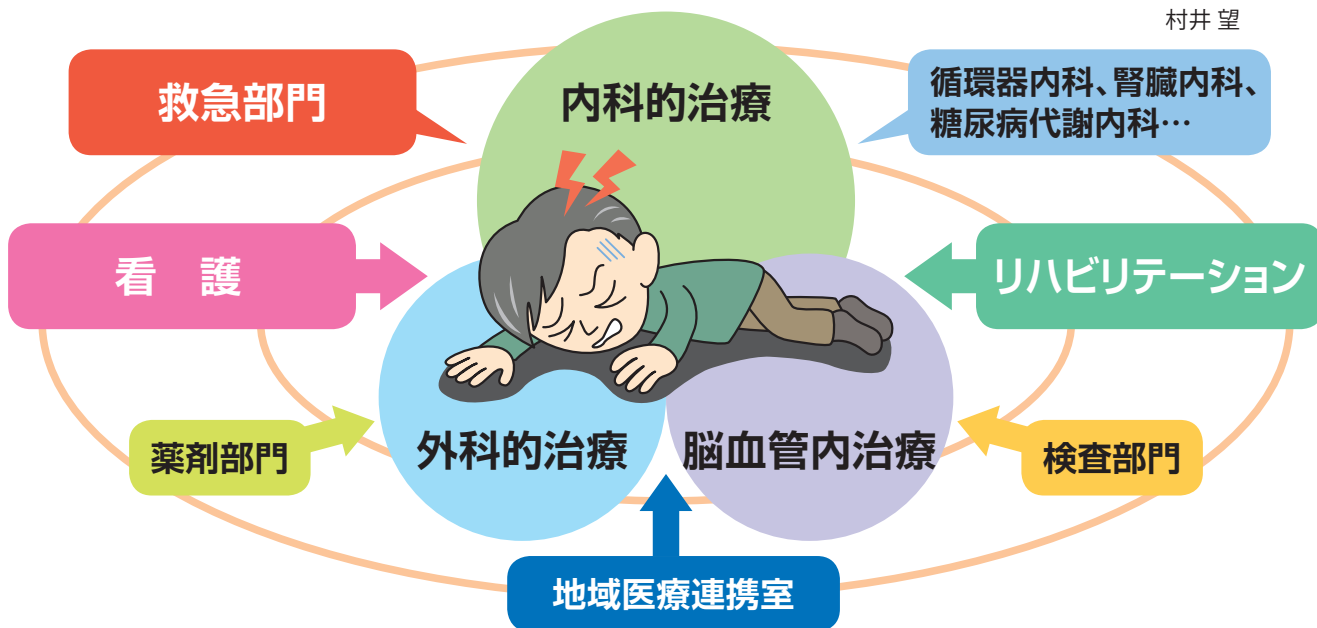 村井 望
救急部門
内科的治療
循環器内科、腎臓内科、
糖尿病代謝内科…
看　護
リハビリテーション
薬剤部門
外科的治療
脳血管内治療
検査部門
地域医療連携室